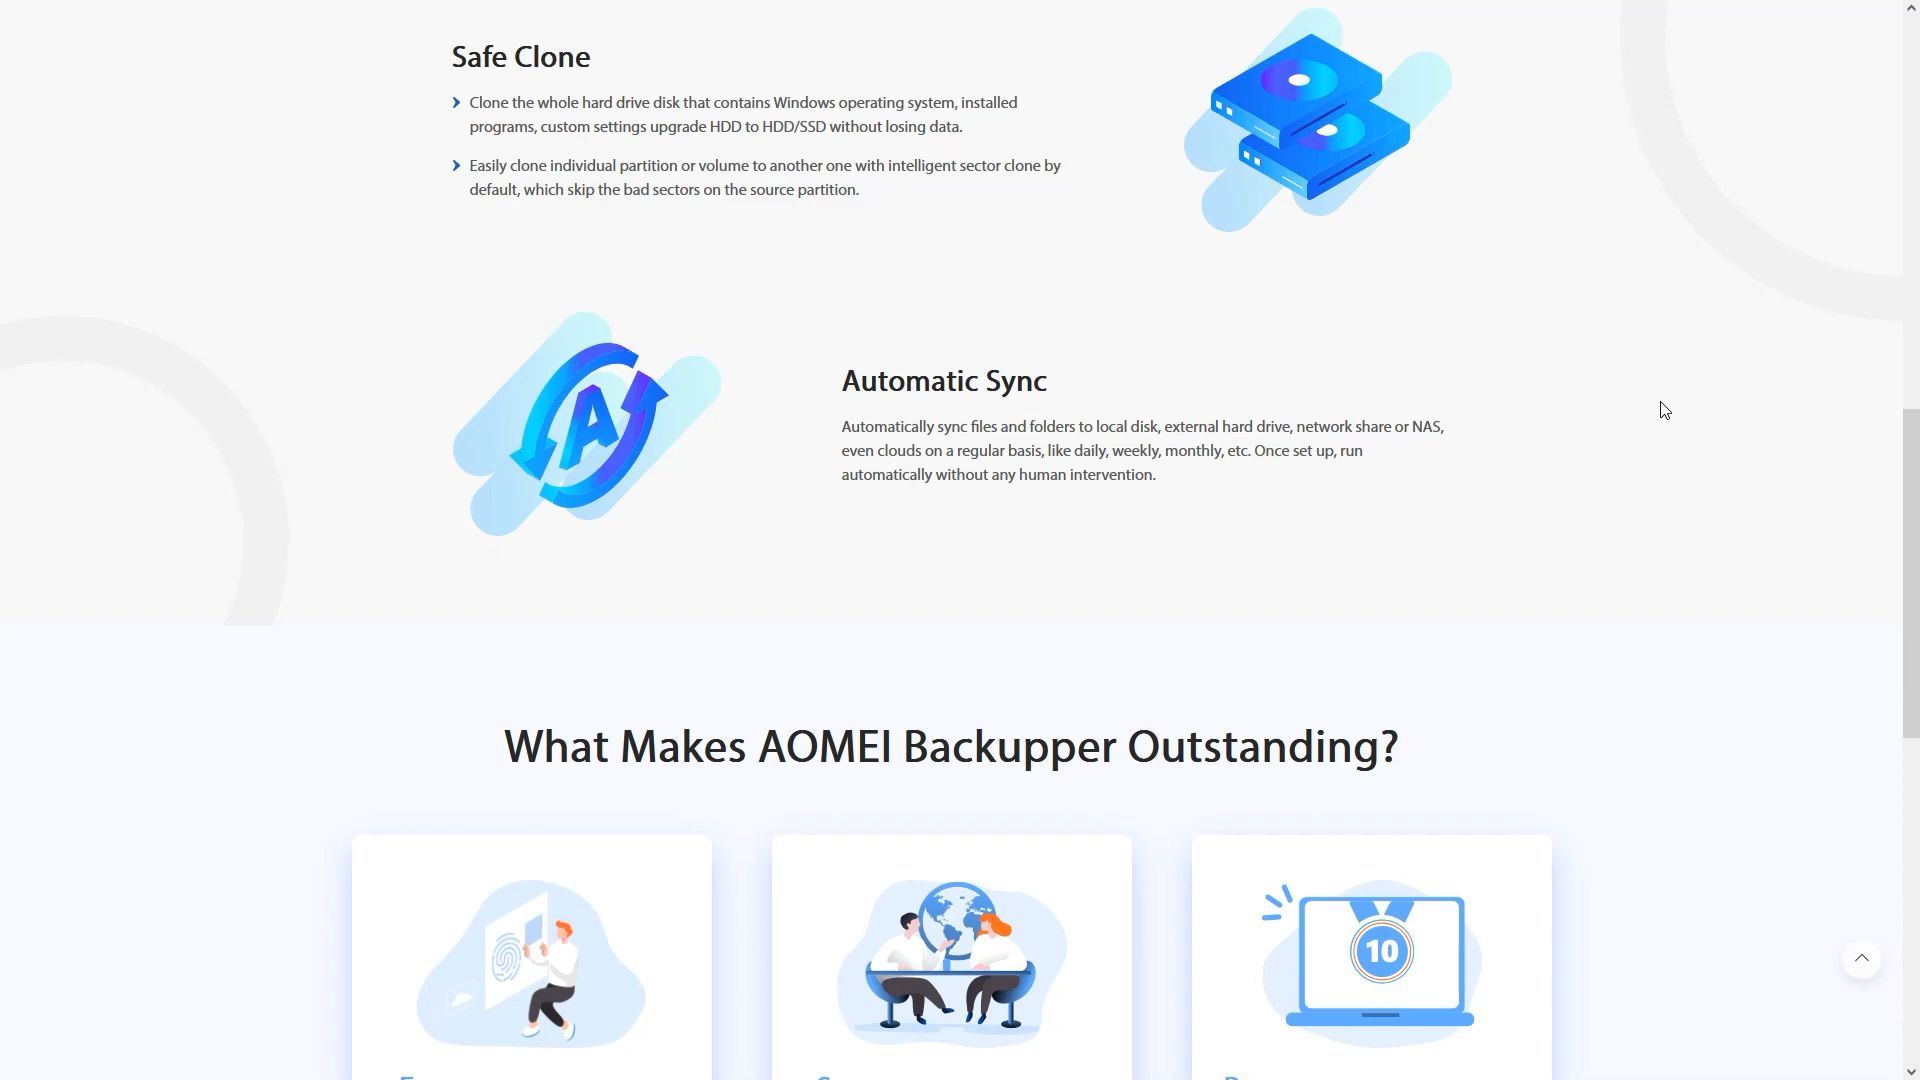 Safe Clone
Clone the whole hard drive disk that contains Windows operating system, installed
programs, custom settings upgrade HDD to HDD/SSD without losing data.
Easily clone individual partition or volume to another one with intelligent sector clone by
default, which skip the bad sectors on the source partition.
A
Automatic Sync
Automatically sync files and folders to local disk, external hard drive, network share or NAS,
even clouds on a regular basis, like daily, weekly, monthly, etc. Once set up, run
automatically without any human intervention.
What Makes AOMEI Backupper Outstanding?
10